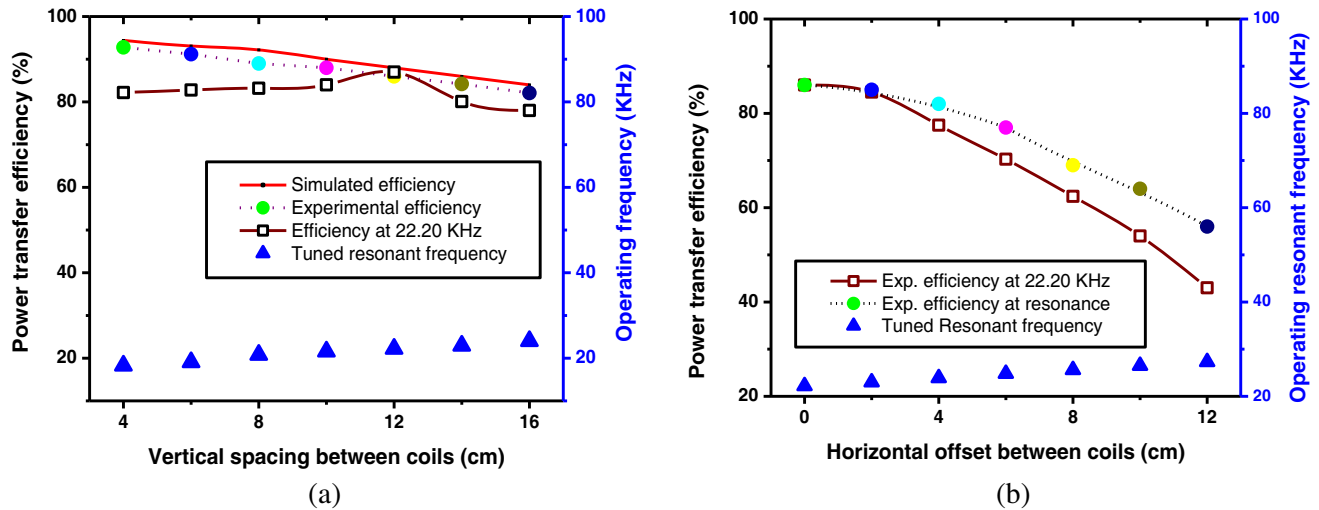 Power transfer efficiency (%)
100
80
60
40
20
Simulated efficiency
Experimental efficiency
Efficiency at 22.20 KHz
Tuned resonant frequency
100
80
60
40
20
Operating frequency (KHz)
4
6
8
10
12
14
16
Vertical spacing between coils (cm)
(a)
Power transfer efficiency (%)
100
80
60
40
20
Exp. efficiency at 22.20 KHz
Exp. efficiency at resonance
Tuned Resonant frequency
100
80
60
40
20
Operating resonant frequency (KHz)
0
2
4
6
8
10
12
Horizontal offset between coils (cm)
(b)